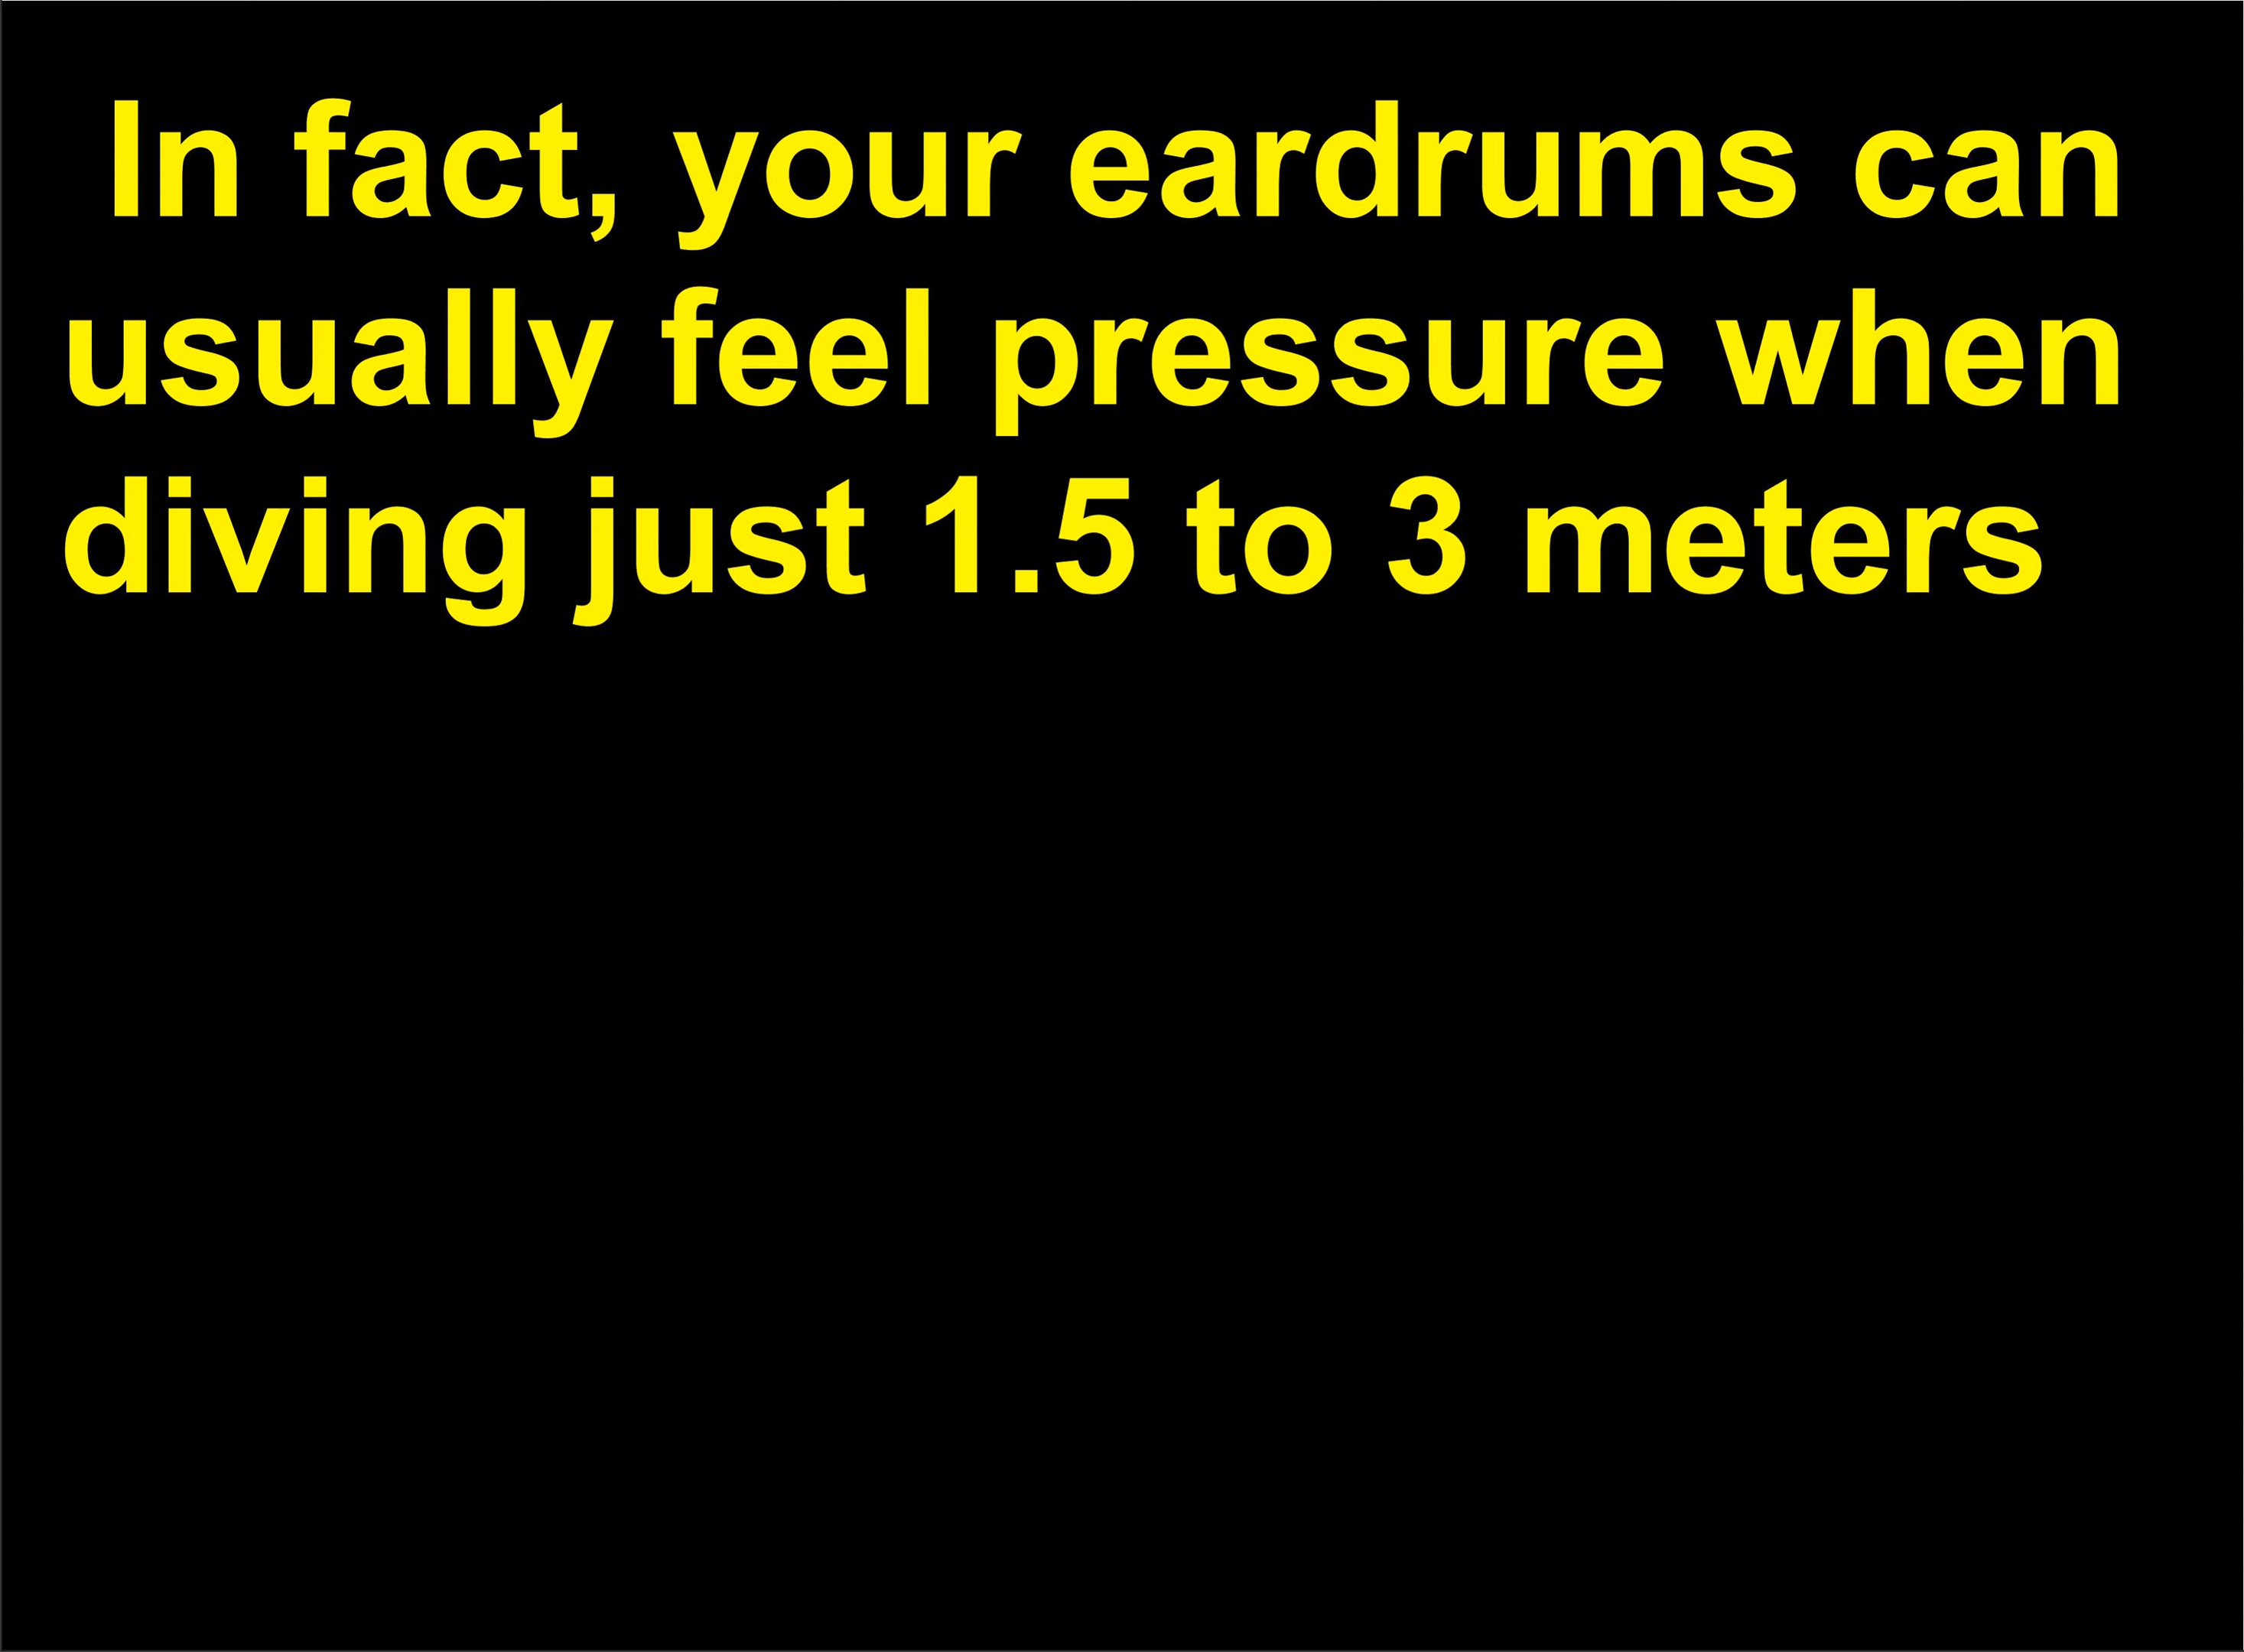 In fact, your eardrums can
usually feel pressure when
diving just 1.5 to 3 meters